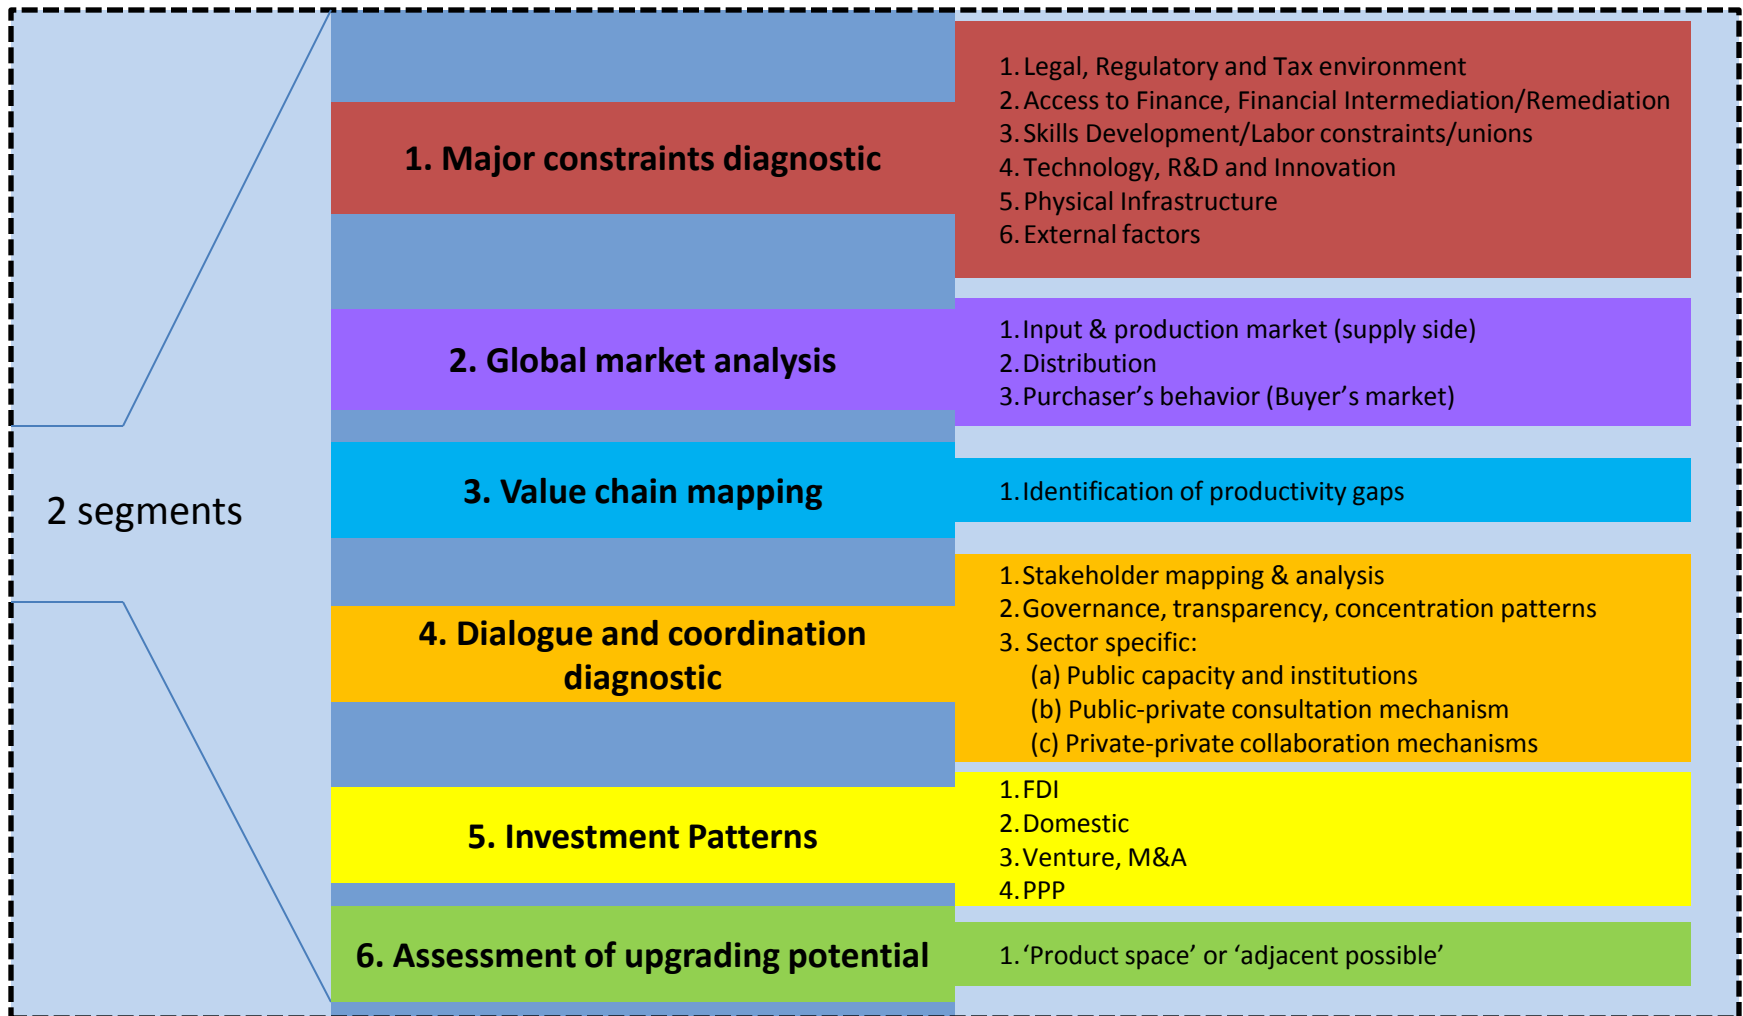 2 segments
1. Major constraints diagnostic
1. Legal, Regulatory and Tax environment
2. Access to Finance, Financial Intermediation/Remediation
3. Skills Development/Labor constraints/unions
4. Technology, R&D and Innovation
5. Physical Infrastructure
6. External factors
2. Global market analysis
1. Input & production market (supply side)
2. Distribution
3. Purchaser’s behavior (Buyer’s market)
3. Value chain mapping
1. Identification of productivity gaps
4. Dialogue and coordination
diagnostic
1. Stakeholder mapping & analysis
2. Governance, transparency, concentration patterns
3. Sector specific:
(a) Public capacity and institutions
(b) Public-private consultation mechanism
(c) Private-private collaboration mechanisms
5. Investment Patterns
1. FDI
2. Domestic
3. Venture, M&A
4. PPP
6. Assessment of upgrading potential
1. ‘Product space’ or ‘adjacent possible’